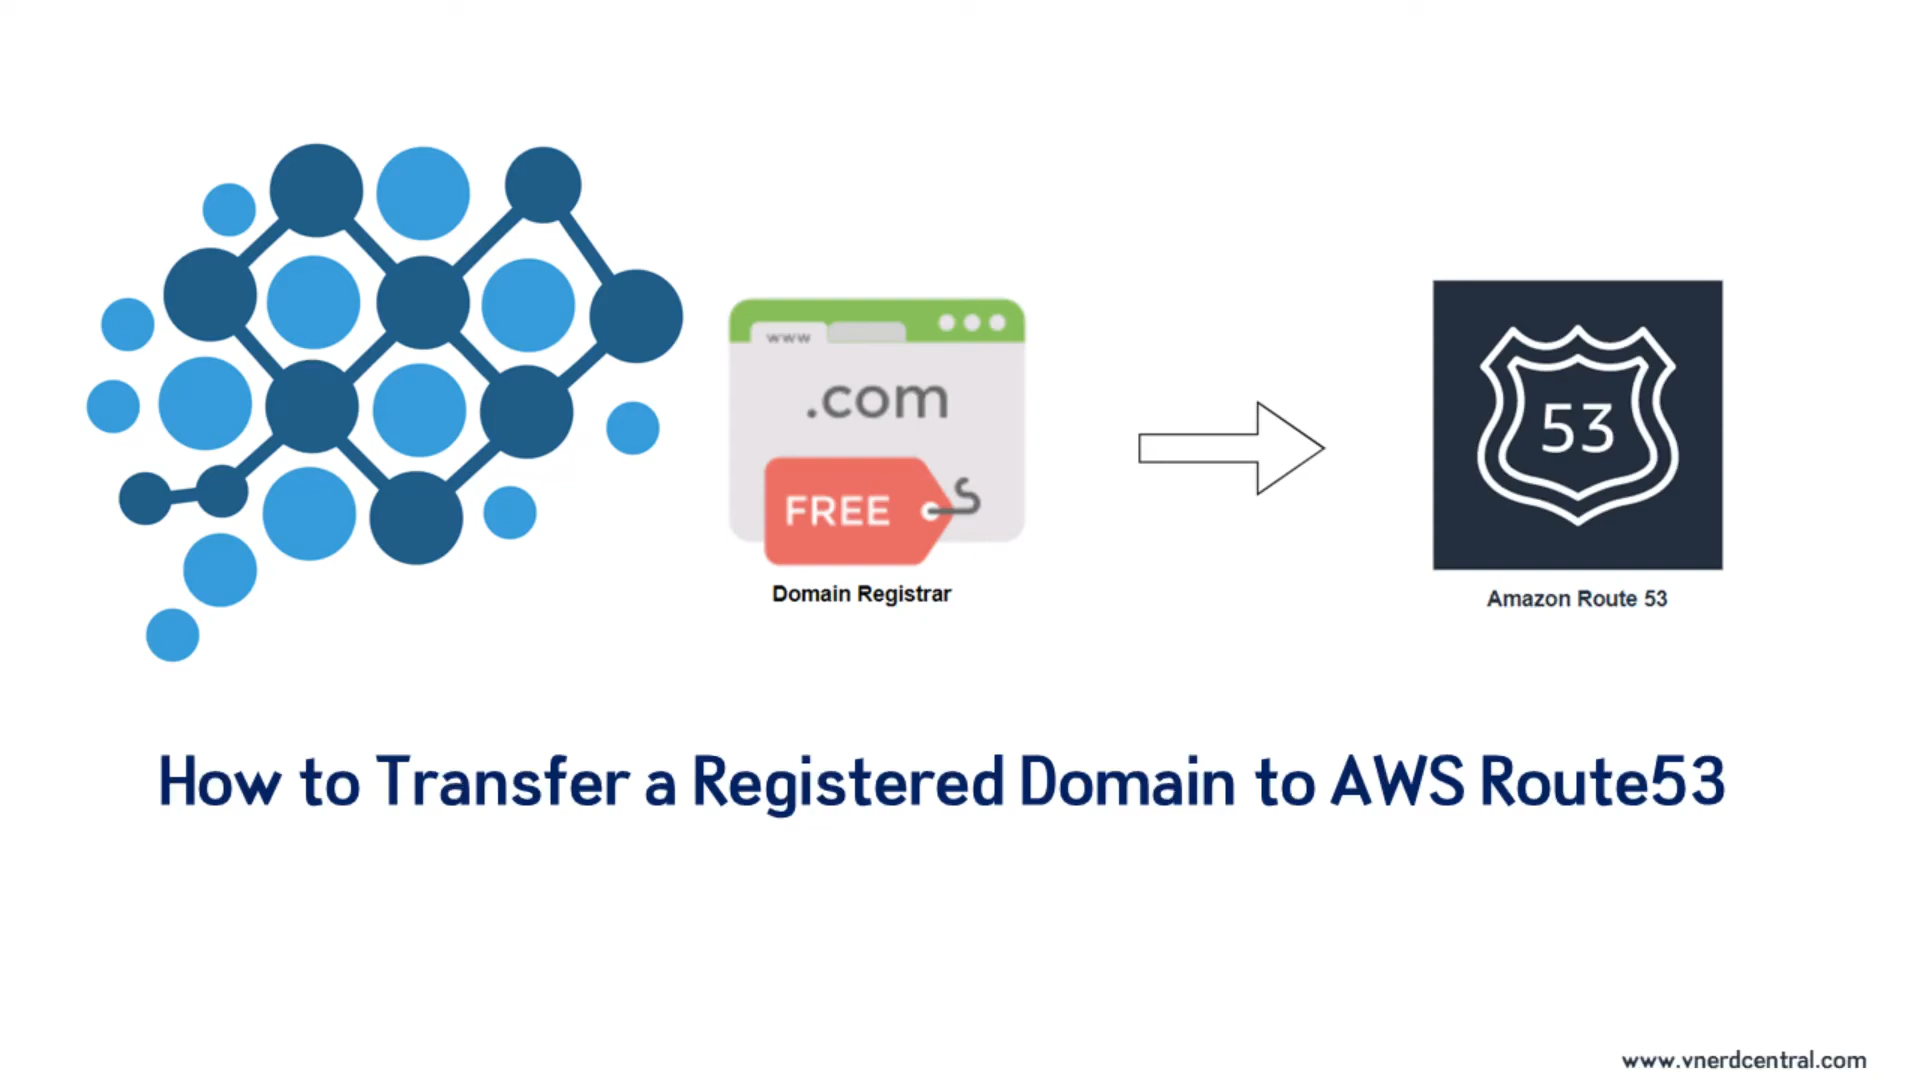 www
.com
FREE
Domain Registrar
53
Amazon Route 53
How to Transfer a Registered Domain to AWS Route53
www.vnerdcentral.com